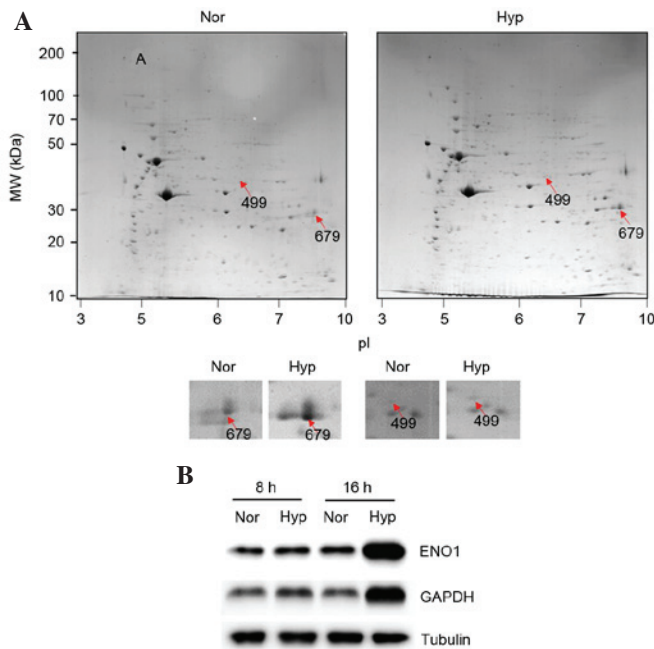 A
Nor
Hyp
A
MW (kDa)
200
100
70
50
30
20
10
499
679
499
679
3 5 6 7 10
3 5 6 7 10
pI
Nor Hyp Nor Hyp
679 679 499 499
B
8 h 16 h
Nor Hyp Nor Hyp
ENO1
GAPDH
Tubulin